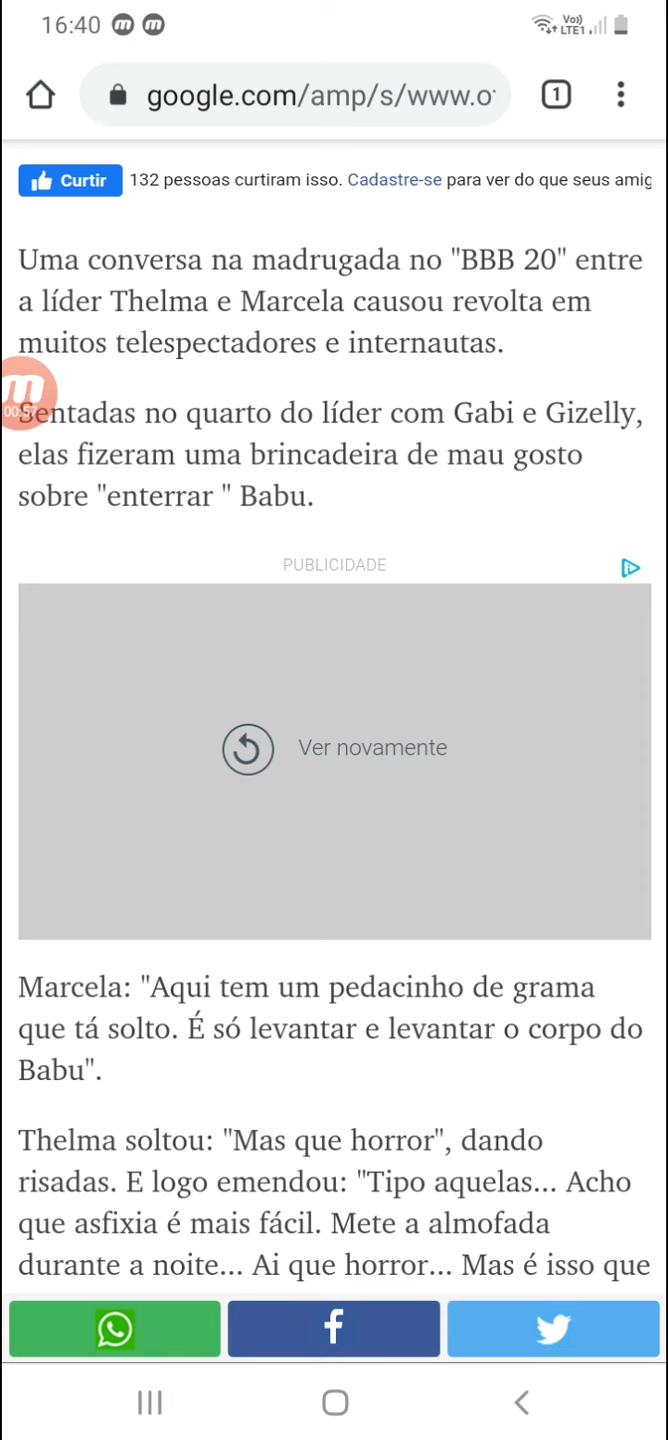 16:40
Vo)
LTE1
google.com/amp/s/www.o
1
Curtir
132 pessoas curtiram isso. Cadastre-se para ver do que seus amig
Uma conversa na madrugada no "BBB 20" entre
a líder Thelma e Marcela causou revolta em
muitos telespectadores e internautas.
00:57
Sentadas no quarto do líder com Gabi e Gizelly,
elas fizeram uma brincadeira de mau gosto
sobre "enterrar " Babu.
PUBLICIDADE
Ver novamente
Marcela: "Aqui tem um pedacinho de grama
que tá solto. É só levantar e levantar o corpo do
Babu".
Thelma soltou: "Mas que horror", dando
risadas. E logo emendou: "Tipo aquelas... Acho
que asfixia é mais fácil. Mete a almofada
durante a noite... Ai que horror... Mas é isso que